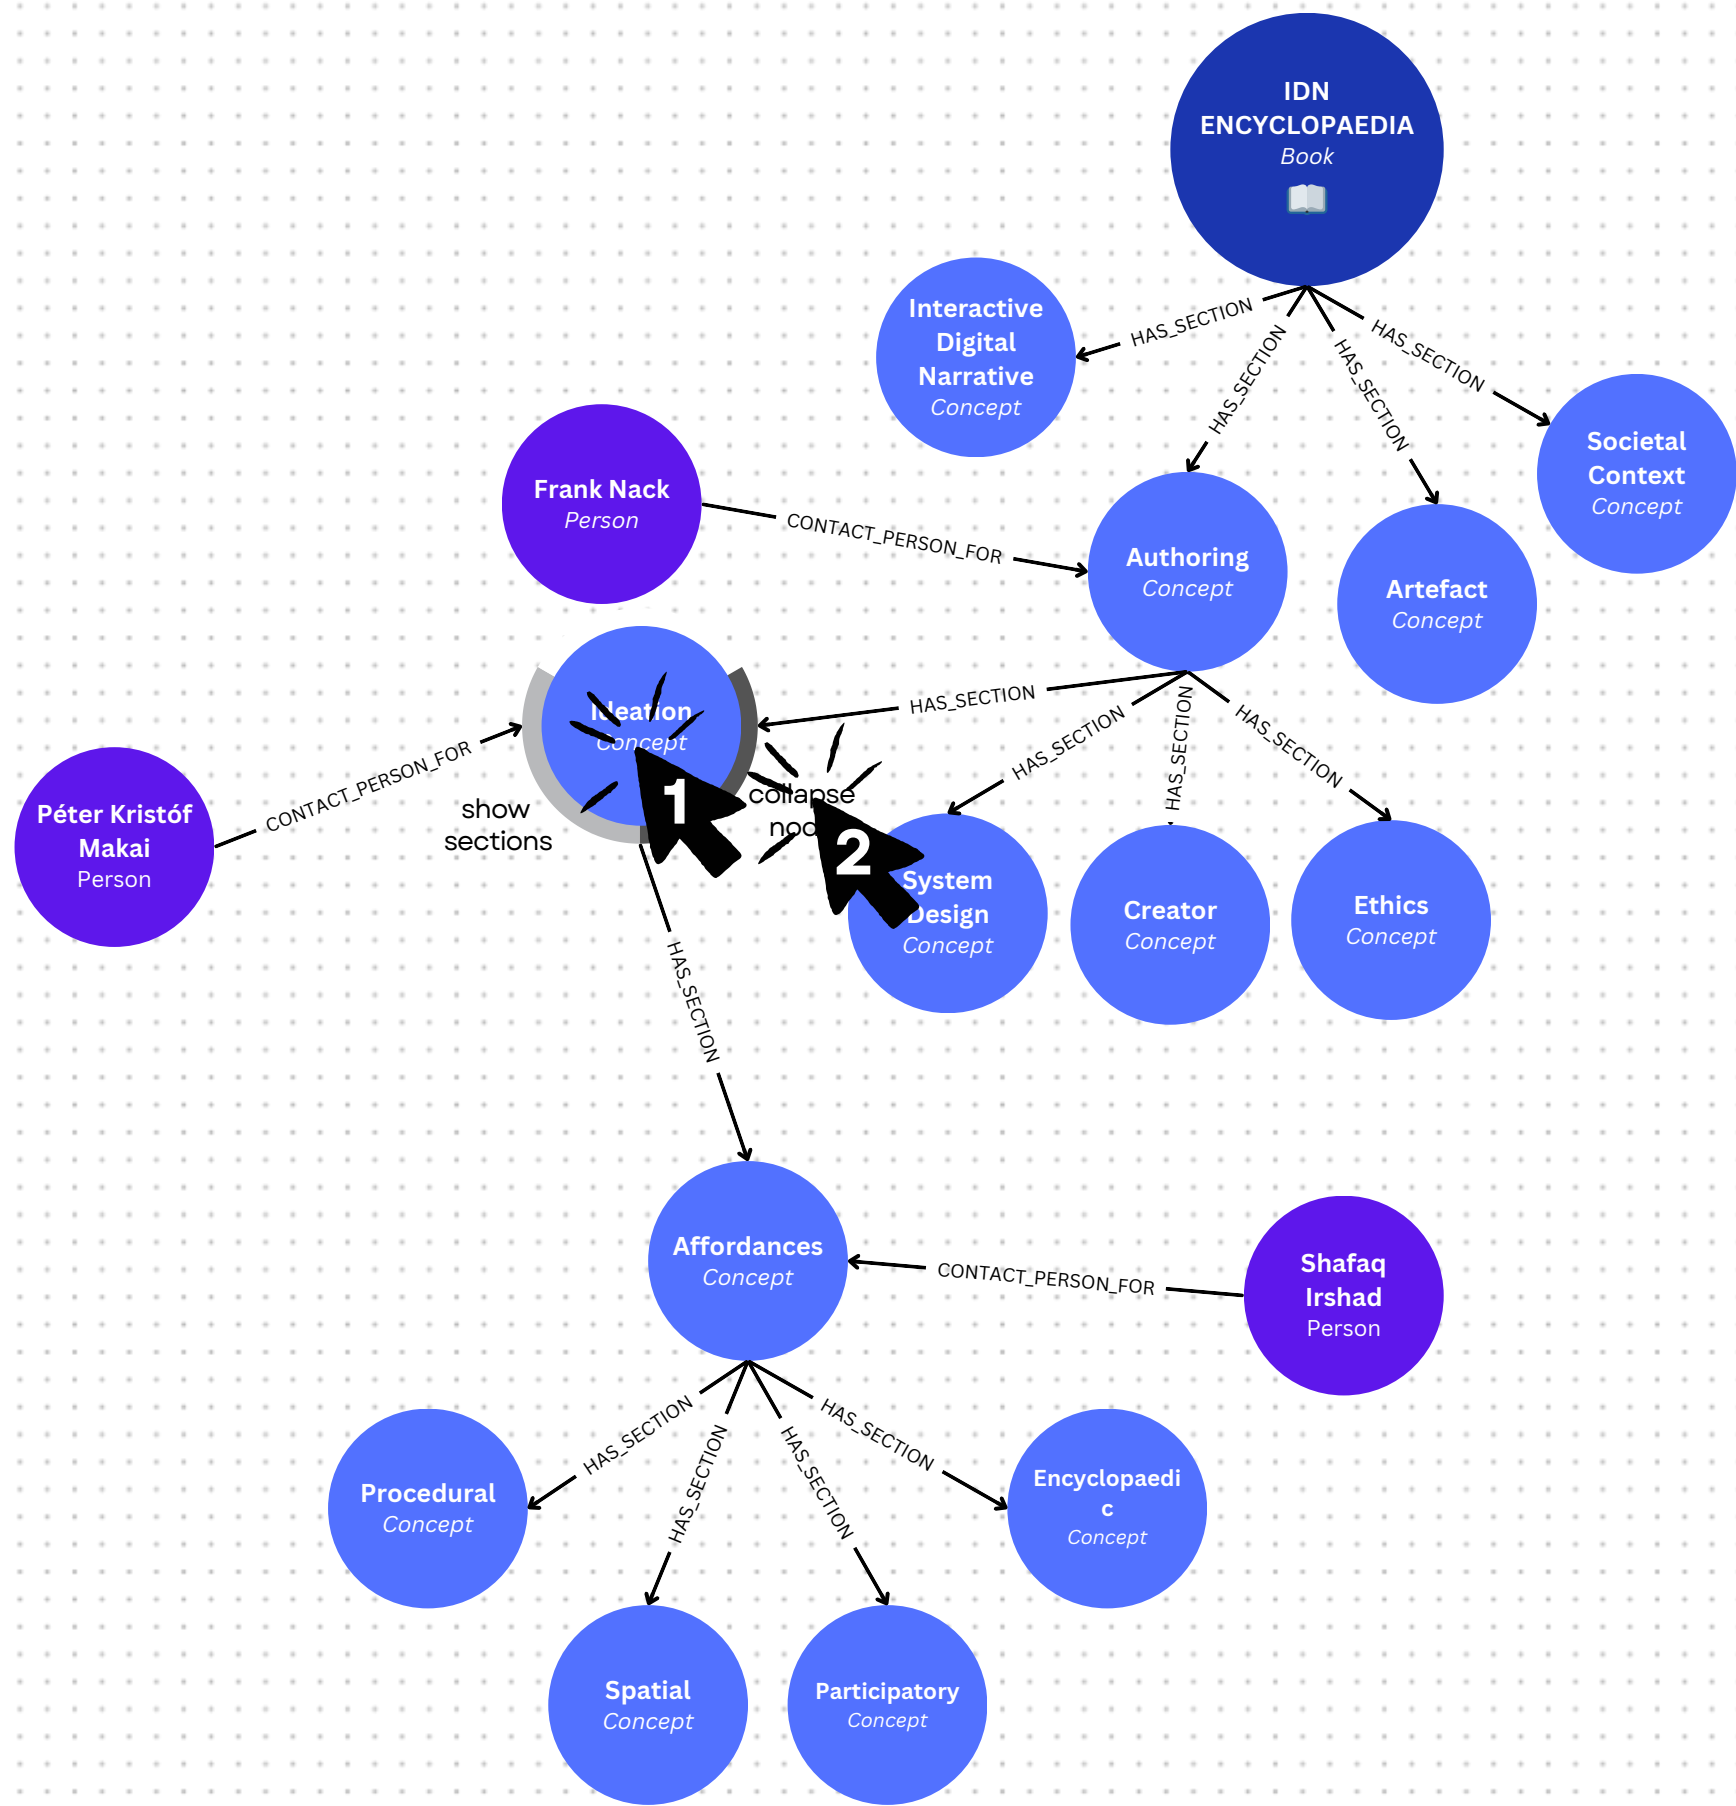 IDN
ENCYCLOPAEDIA
Book
HAS_SECTION
HAS_SECTION
HAS_SECTION
HAS_SECTION
Interactive
Digital
Narrative
Concept
Societal
Context
Concept
Frank Nack
Person
CONTACT_PERSON_FOR
Authoring
Concept
Artefact
Concept
Ideation
Concept
HAS_SECTION
HAS_SECTION
HAS_SECTION
HAS_SECTION
Péter Kristóf
Makai
Person
CONTACT_PERSON_FOR
show
sections
1
collapse
node
2
System
Design
Concept
Creator
Concept
Ethics
Concept
HAS_SECTION
Affordances
Concept
CONTACT_PERSON_FOR
Shafaq
Irshad
Person
HAS_SECTION
HAS_SECTION
HAS_SECTION
HAS_SECTION
Procedural
Concept
Encyclopaedi
c
Concept
Spatial
Concept
Participatory
Concept